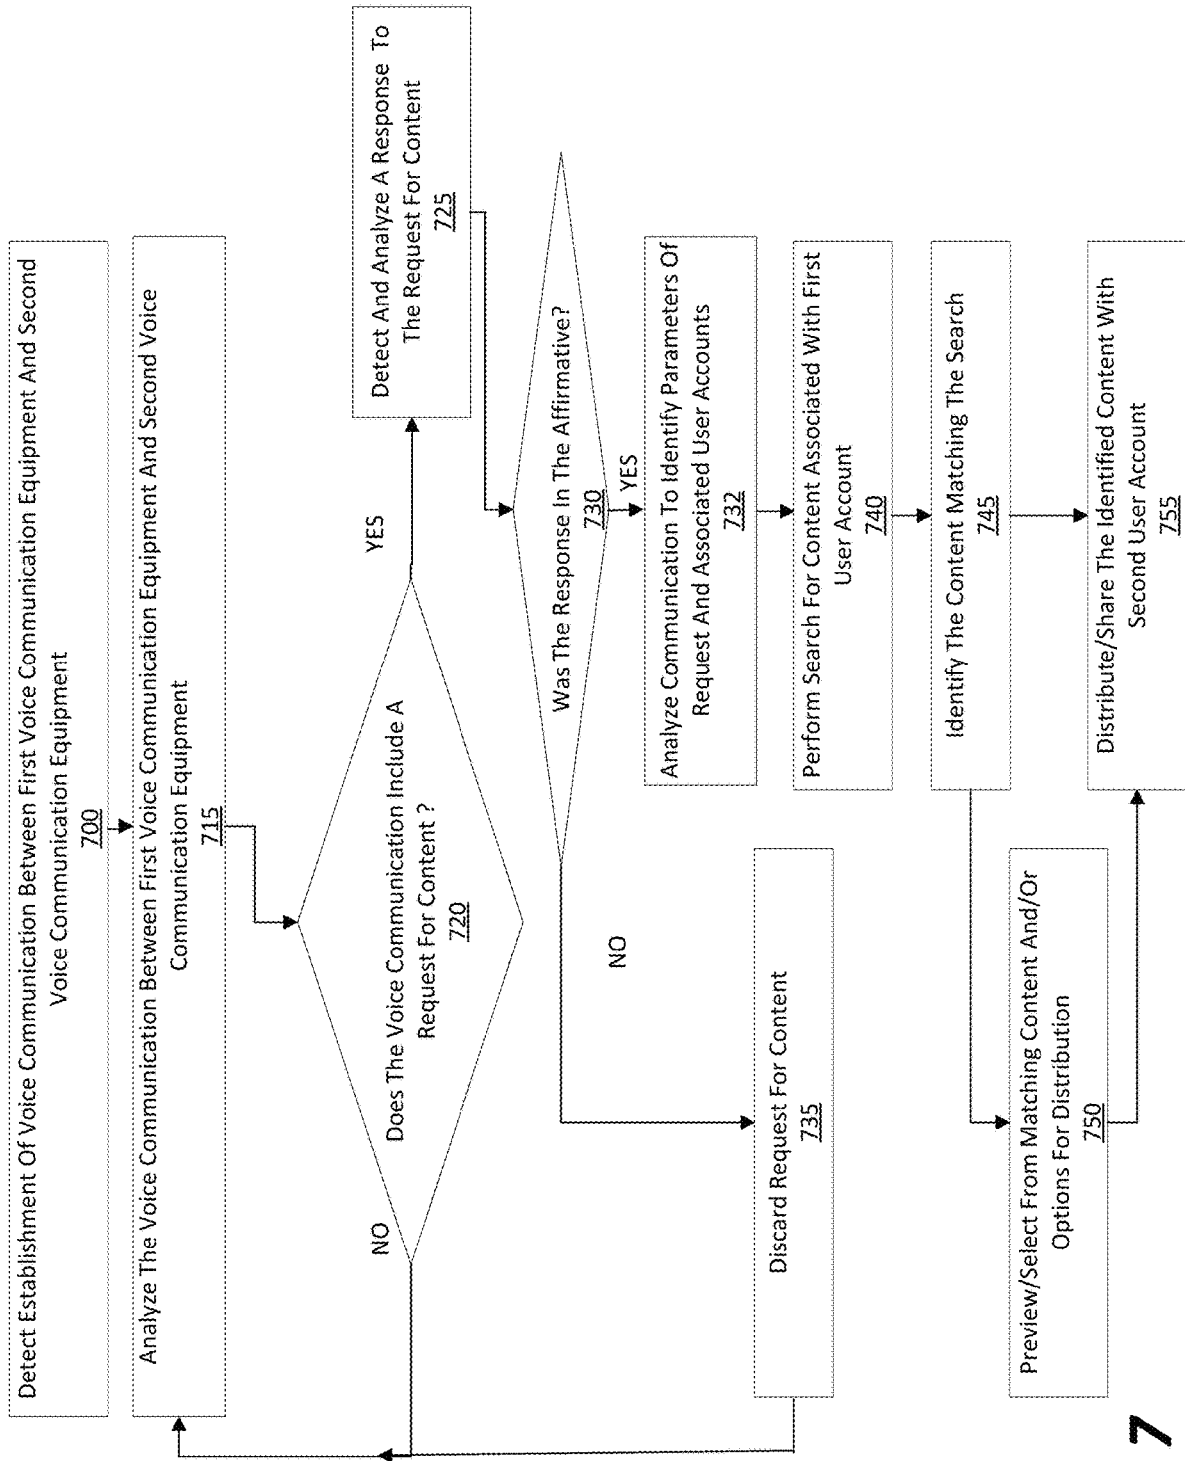 Detect Establishment Of Voice Communication Between First Voice Communication Equipment And Second
Voice Communication Equipment
700
Analyze The Voice Communication Between First Voice Communication Equipment And Second Voice
Communication Equipment
715
Does The Voice Communication Include A
Request For Content ?
720
NO
YES
Detect And Analyze A Response To
The Request For Content
725
Was The Response In The Affirmative?
730
NO
YES
Analyze Communication To Identify Parameters Of
Request And Associated User Accounts
732
Discard Request For Content
735
Perform Search For Content Associated With First
User Account
740
Identify The Content Matching The Search
745
Preview/Select From Matching Content And/Or
Options For Distribution
750
Distribute/Share The Identified Content With
Second User Account
755
7